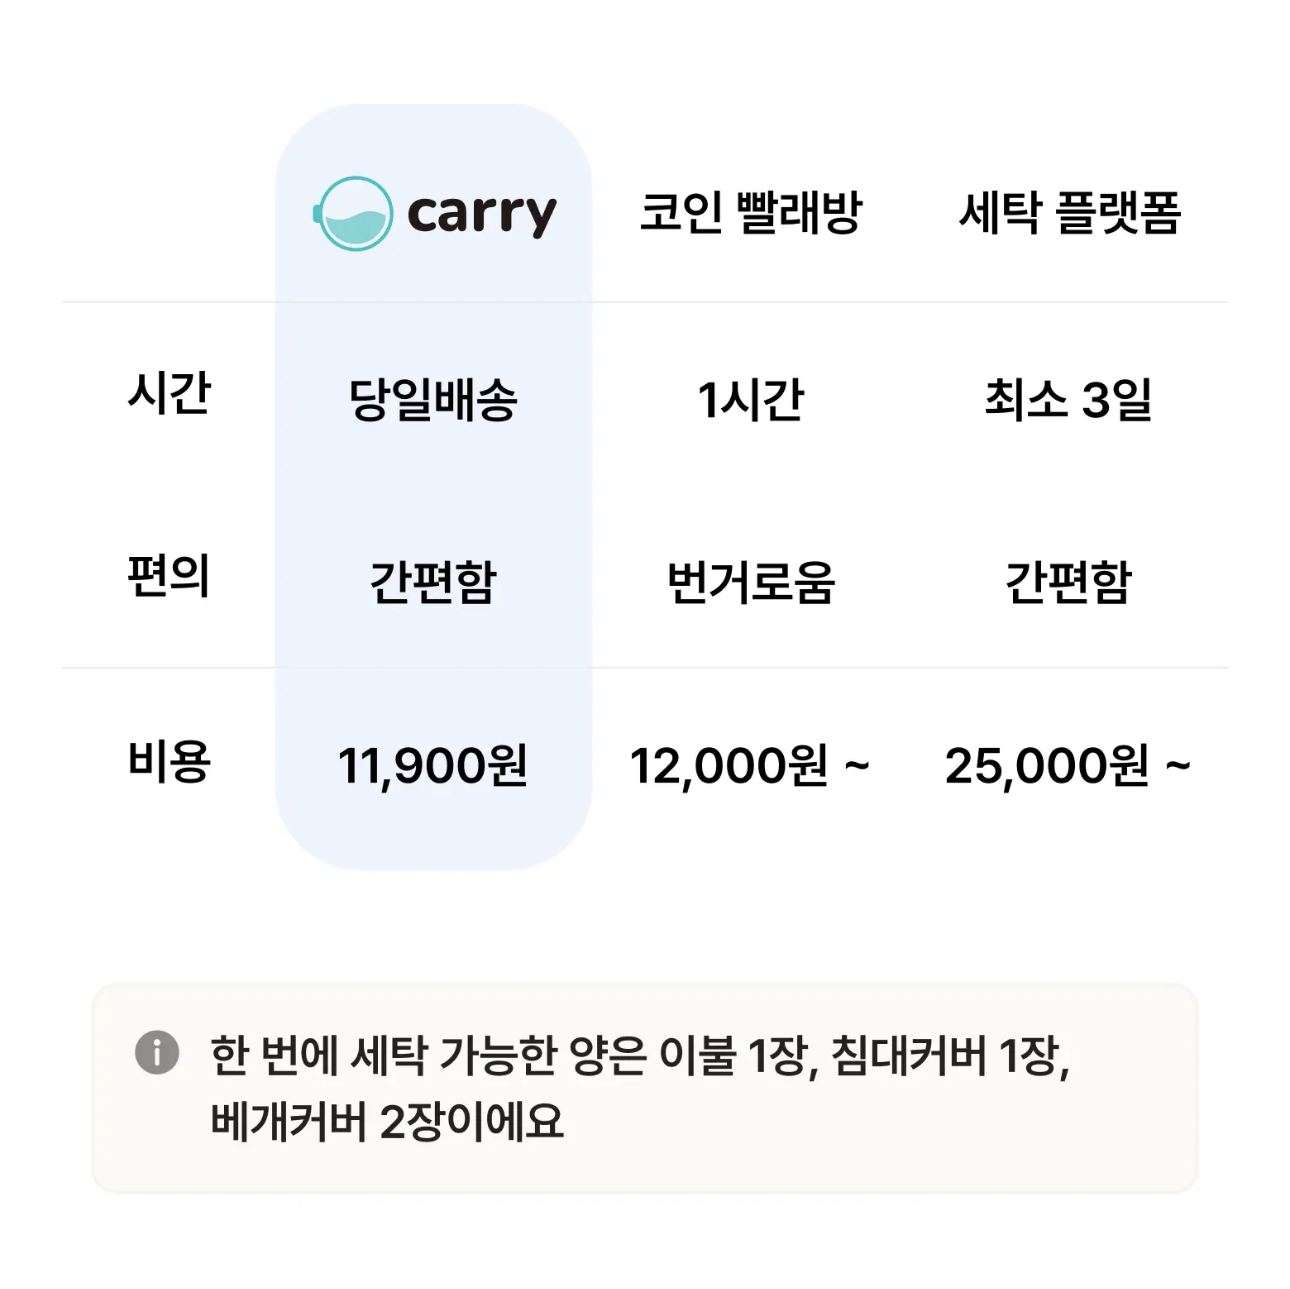 carry 코인 빨래방 세탁 플랫폼
시간 당일배송 1시간 최소 3일
편의 간편함 번거로움 간편함
비용 11,900원 12,000원 ~ 25,000원 ~
한 번에 세탁 가능한 양은 이불 1장, 침대커버 1장,
베개커버 2장이에요